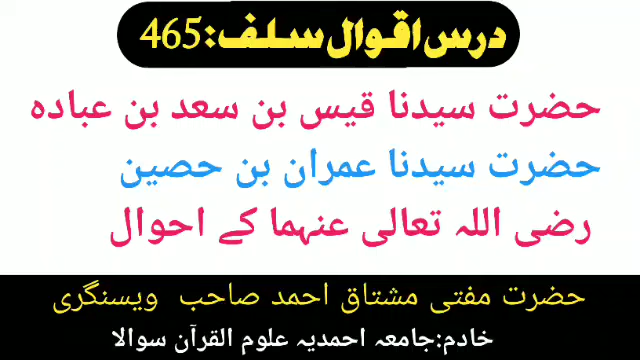 درس اقوال سلف:465
حضرت سیدنا قیس بن سعد بن عبادہ
حضرت سیدنا عمران بن حصین
رضی اللہ تعالی عنہما کے احوال
حضرت مفتی مشتاق احمد صاحب ویسنگری
خادم:جامعہ احمدیہ علوم القرآن سوالا